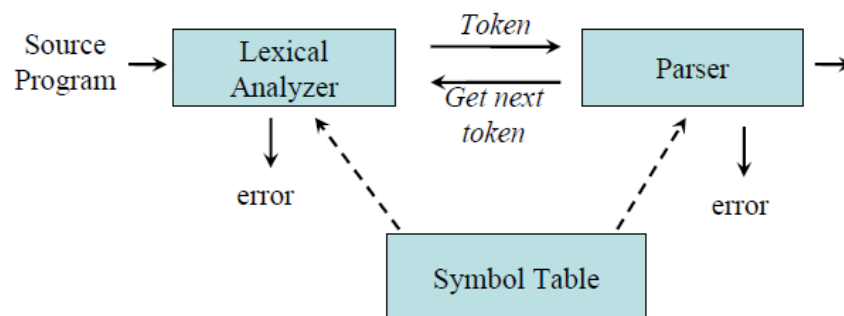 Source
Program
Lexical
Analyzer
Token
Get next
token
Parser
error
error
Symbol Table